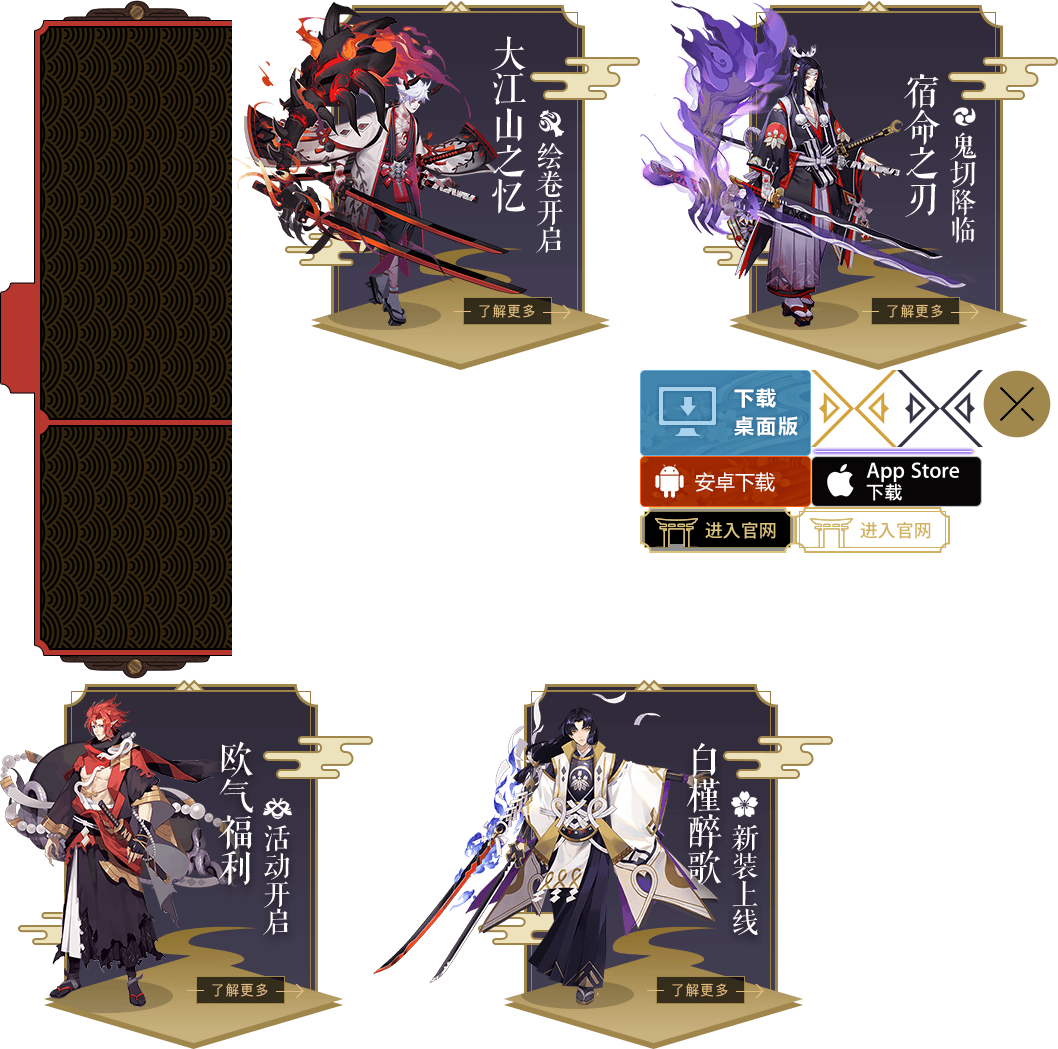 大江山之忆
绘卷开启
了解更多
宿命之刃
鬼切降临
了解更多
下载
桌面版
安卓下载
App Store
下载
进入官网
进入官网
欧气福利
活动开启
了解更多
白槿醉歌
新装上线
了解更多